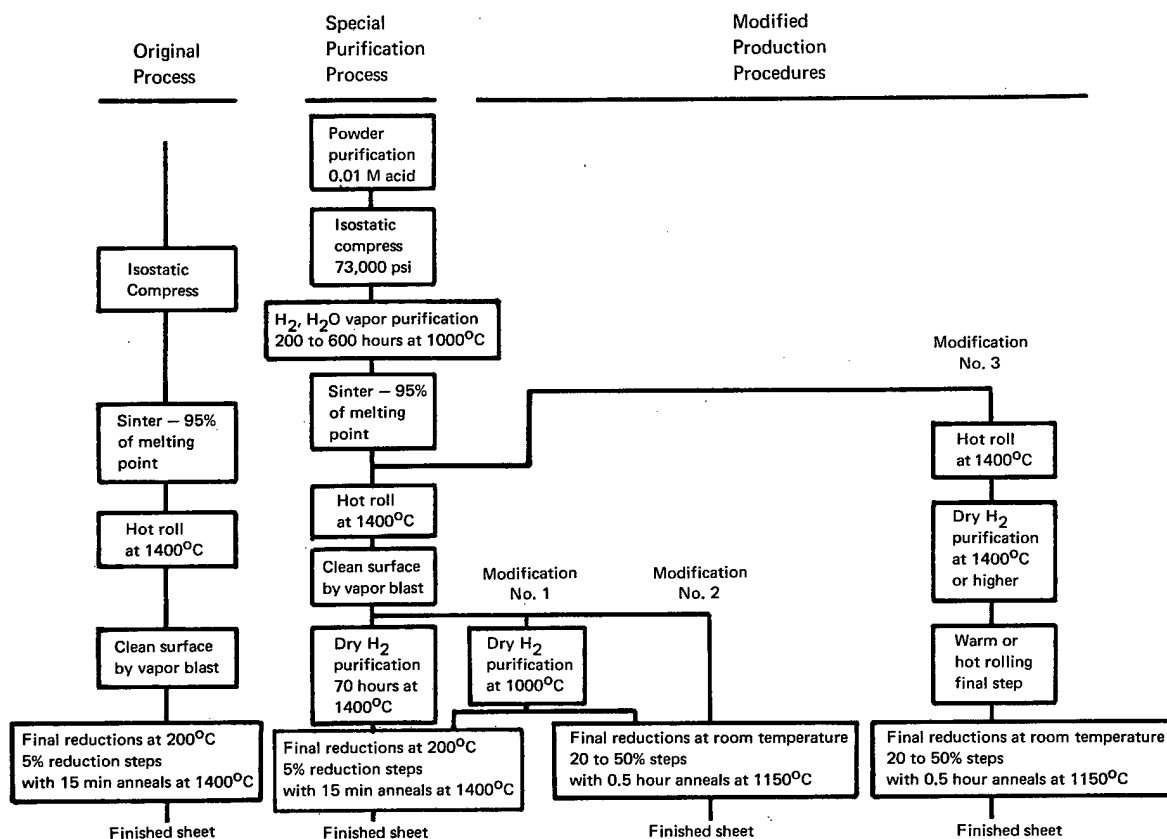 Original
Process
Special
Purification
Process
Modified
Production
Procedures
Isostatic
Compress
Sinter — 95%
of melting
point
Hot roll
at 1400°C
Clean surface
by vapor blast
Final reductions at 200°C
5% reduction steps
with 15 min anneals at 1400°C
Finished sheet
Powder
purification
0.01 M acid
Isostatic
compress
73,000 psi
H₂, H₂O vapor purification
200 to 600 hours at 1000°C
Sinter — 95%
of melting
point
Hot roll
at 1400°C
Clean surface
by vapor blast
Dry H₂
purification
70 hours at
1400°C
Final reductions at 200°C
5% reduction steps
with 15 min anneals at 1400°C
Finished sheet
Modification
No. 1
Dry H₂
purification
at 1000°C
Modification
No. 2
Final reductions at room temperature
20 to 50% steps
with 0.5 hour anneals at 1150°C
Finished sheet
Modification
No. 3
Hot roll
at 1400°C
Dry H₂
purification
at 1400°C
or higher
Warm or
hot rolling
final step
Final reductions at room temperature
20 to 50% steps
with 0.5 hour anneals at 1150°C
Finished sheet